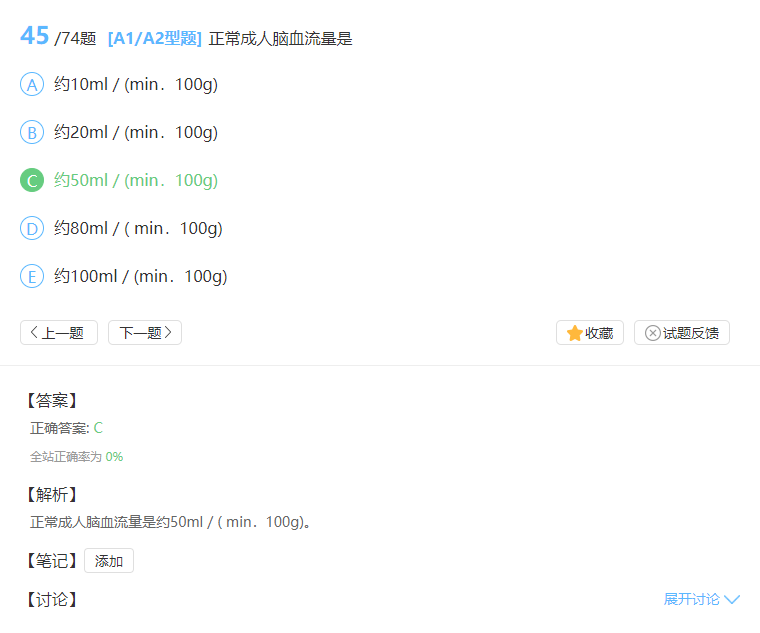 45 /74题 [A1/A2型题] 正常成人脑血流量是
A 约10ml / (min．100g)
B 约20ml / (min．100g)
C 约50ml / (min．100g)
D 约80ml / ( min．100g)
E 约100ml / (min．100g)
上一题 下一题 收藏 试题反馈
【答案】
正确答案: C
全站正确率为 0%
【解析】
正常成人脑血流量是约50ml / ( min．100g)。
【笔记】 添加
【讨论】 展开讨论